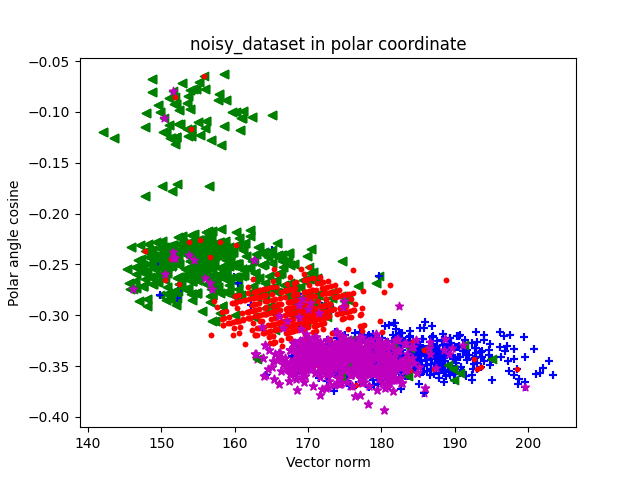 noisy_dataset in polar coordinate
−0.05
−0.10
−0.15
−0.20
−0.25
−0.30
−0.35
−0.40
Polar angle cosine
140 150 160 170 180 190 200
Vector norm